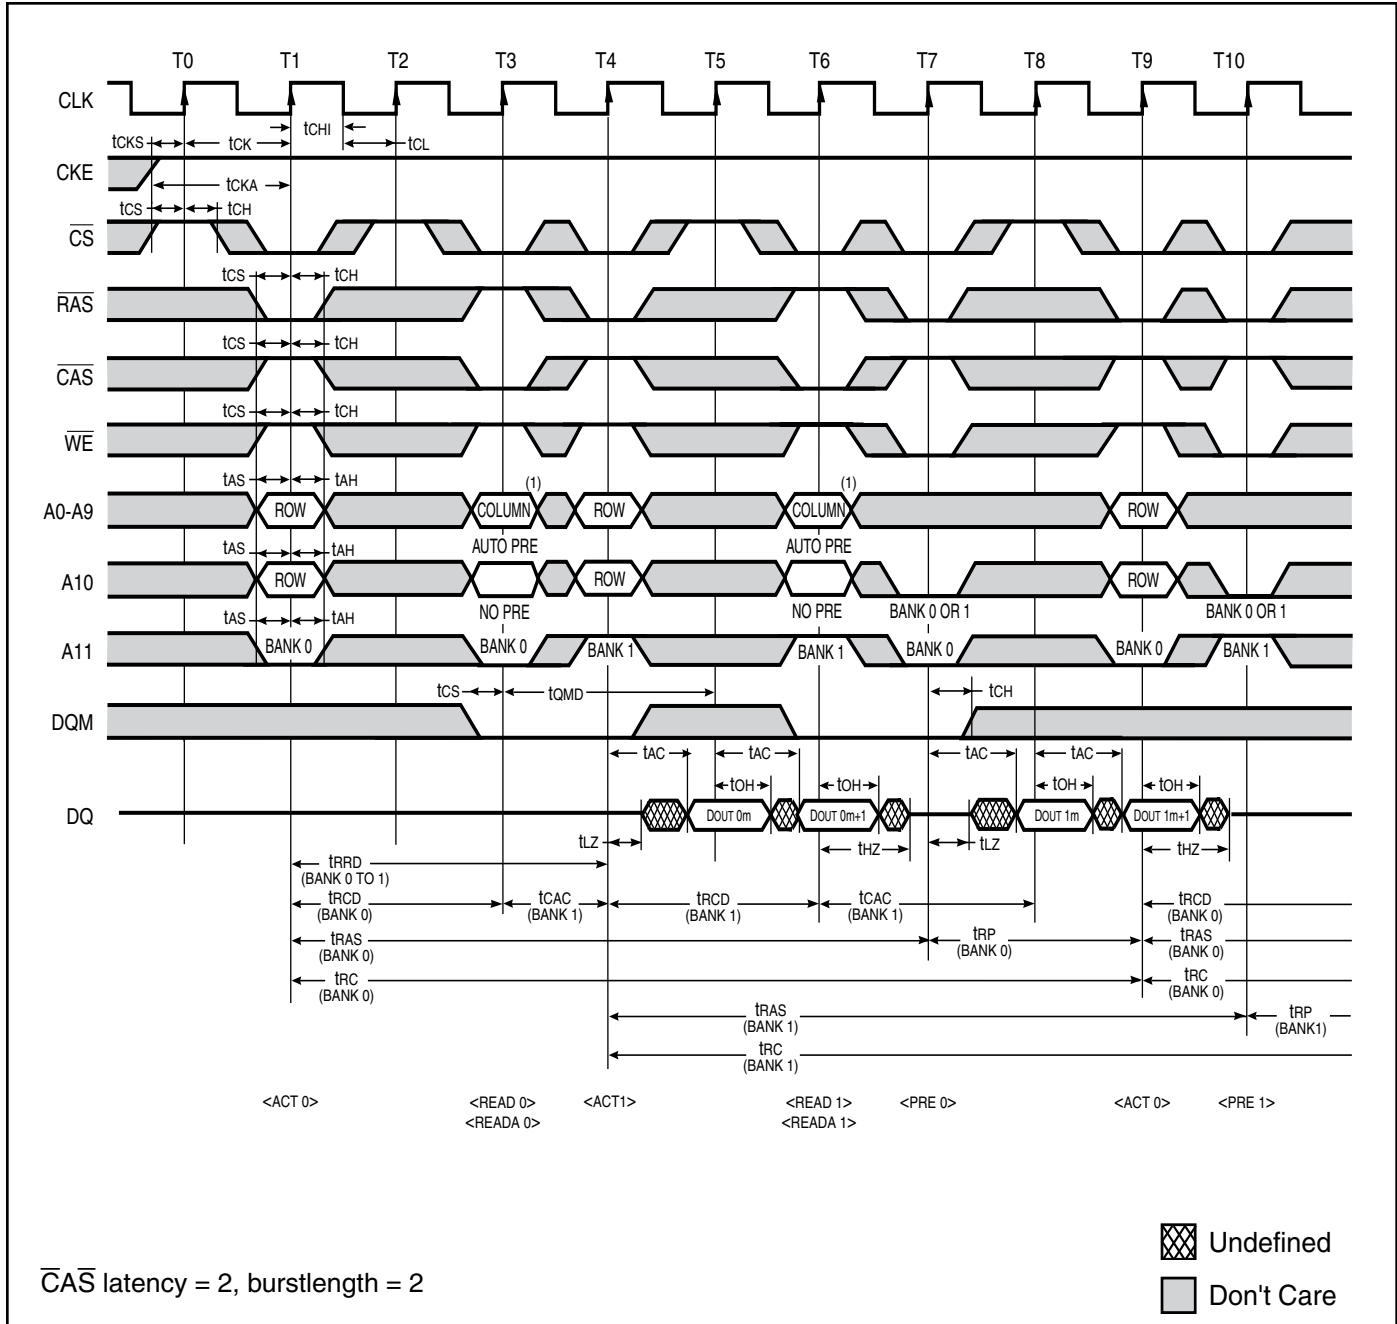 T0 T1 T2 T3 T4 T5 T6 T7 T8 T9 T10
CLK
tCHI
tCKS tCK tCL
CKE
tCKA
tCS tCH
CS
tCS tCH
RAS
tCS tCH
CAS
tCS tCH
WE
tAS tAH
(1) (1)
A0-A9 ROW COLUMN ROW COLUMN ROW
tAS tAH AUTO PRE AUTO PRE
A10 ROW ROW ROW
tAS tAH NO PRE NO PRE BANK 0 OR 1 BANK 0 OR 1
A11 BANK 0 BANK 0 BANK 1 BANK 1 BANK 0 BANK 0 BANK 1
tCS tQMD tCH
DQM
tAC tAC tAC tAC
tOH tOH tOH tOH
DQ DOUT 0m DOUT 0m+1 DOUT 1m DOUT 1m+1
tLZ tHZ tLZ tHZ
tRRD
(BANK 0 TO 1)
tRCD tCAC tRCD tCAC tRCD
(BANK 0) (BANK 1) (BANK 1) (BANK 1) (BANK 0)
tRAS tRP tRAS
(BANK 0) (BANK 0) (BANK 0)
tRC tRC
(BANK 0) (BANK 0)
tRAS tRP
(BANK 1) (BANK1)
tRC
(BANK 1)
<ACT 0> <READ 0> <ACT1> <READ 1> <PRE 0> <ACT 0> <PRE 1>
<READA 0> <READA 1>
Undefined
CAS latency = 2, burstlength = 2
Don't Care